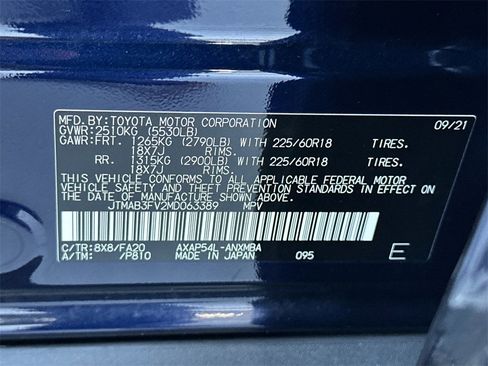 MFD.BY:TOYOTA MOTOR CORPORATION 09/21
GVWR:2510KG (5530LB)
GAWR:FRT. 1265KG (2790LB) WITH 225/60R18 TIRES.
18X7J RIMS.
RR. 1315KG (2900LB) WITH 225/60R18 TIRES.
18X7J RIMS.
THIS VEHICLE CONFORMS TO ALL APPLICABLE FEDERAL MOTOR
VEHICLE SAFETY AND BUMPER STANDARDS IN EFFECT ON
THE DATE OF MANUFACTURE SHOWN ABOVE.
JTMAB3FV2MD063389 MPV
C/TR:8X8/FA20 AXAP54L-ANXMBA
A/TM: /P810 MADE IN JAPAN 095 E